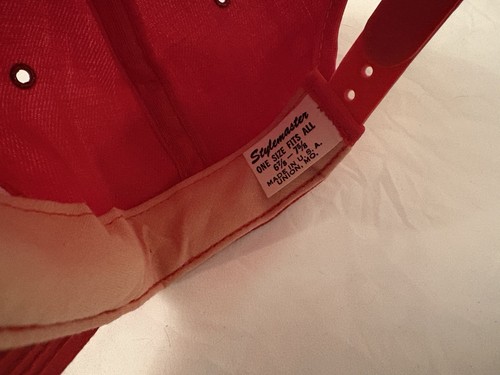 Stylemaster
ONE SIZE FITS ALL
6⅞ — 7⅝
MADE IN U.S.A.
UNION, MO.